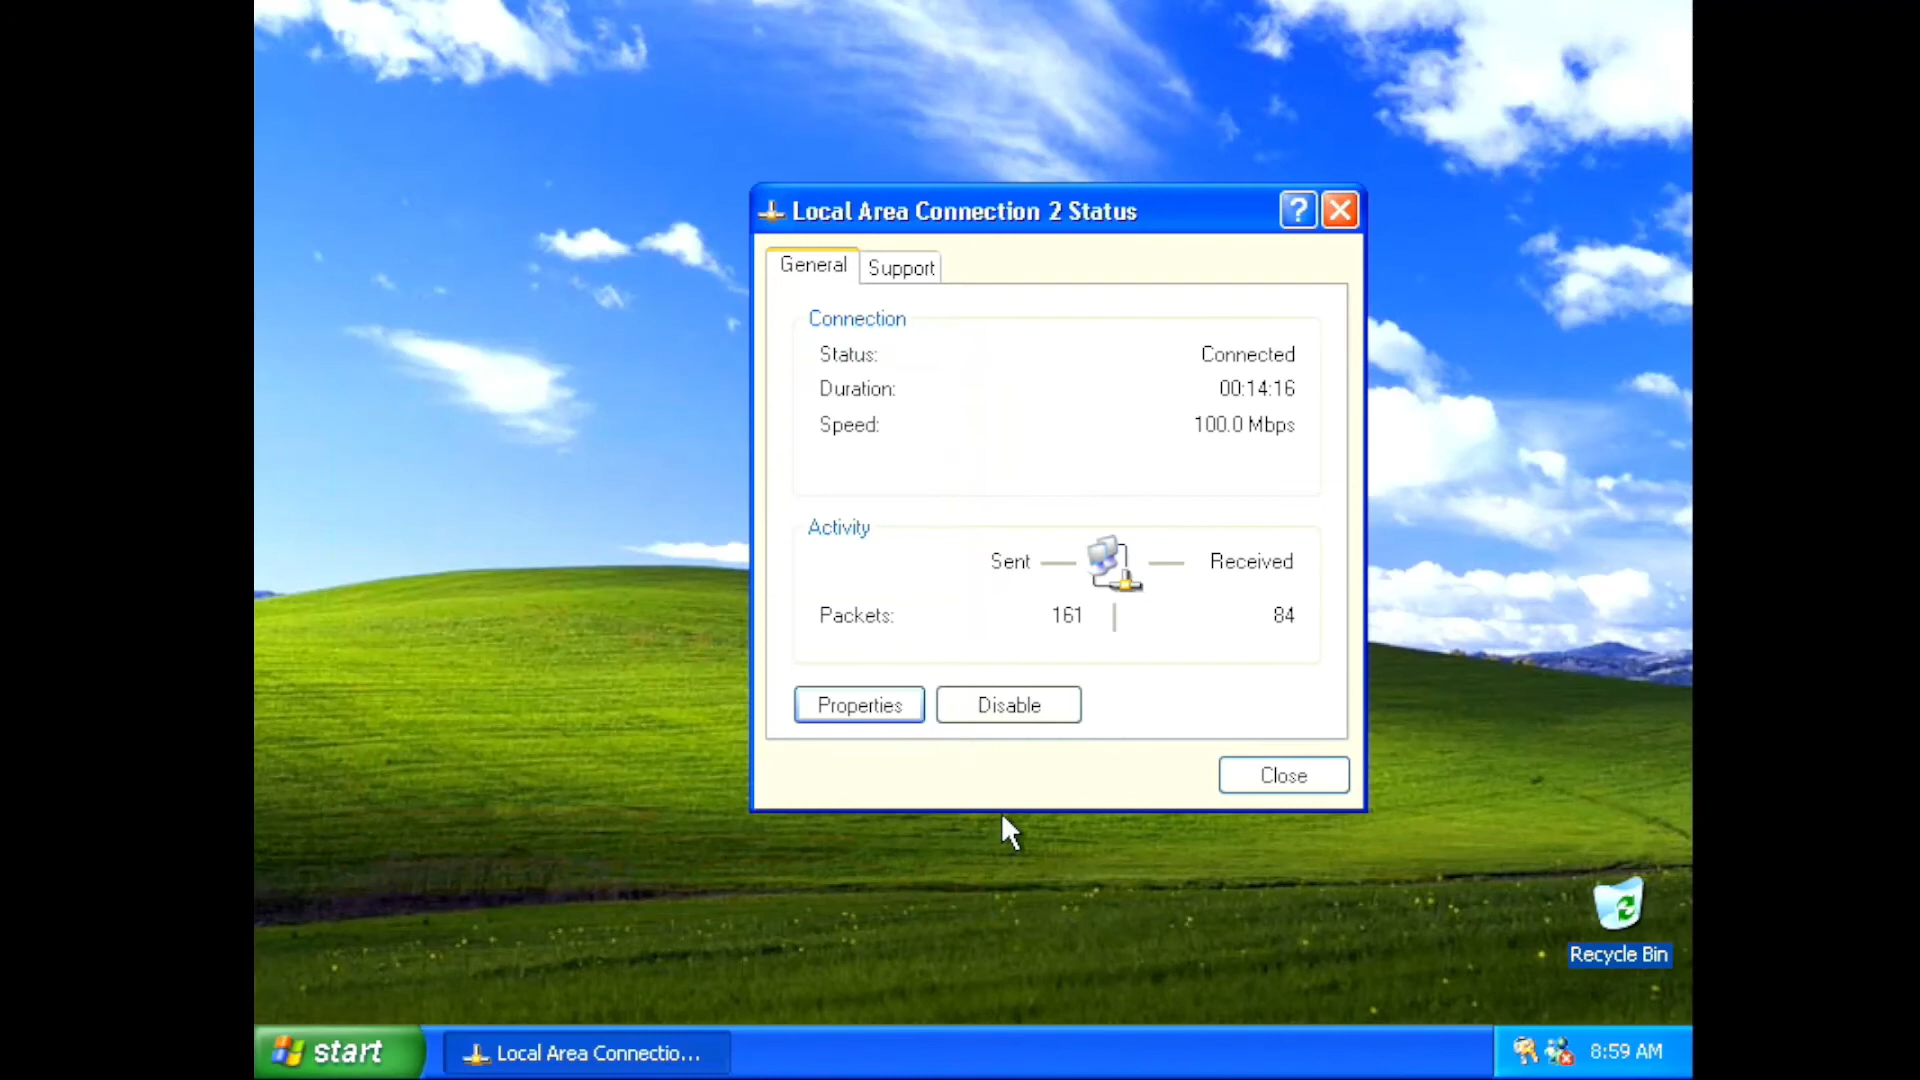 Local Area Connection 2 Status
?
General Support
Connection
Status: Connected
Duration: 00:14:16
Speed: 100.0 Mbps
Activity
Sent Received
Packets: 161 84
Properties Disable
Close
Recycle Bin
start Local Area Connectio... 8:59 AM